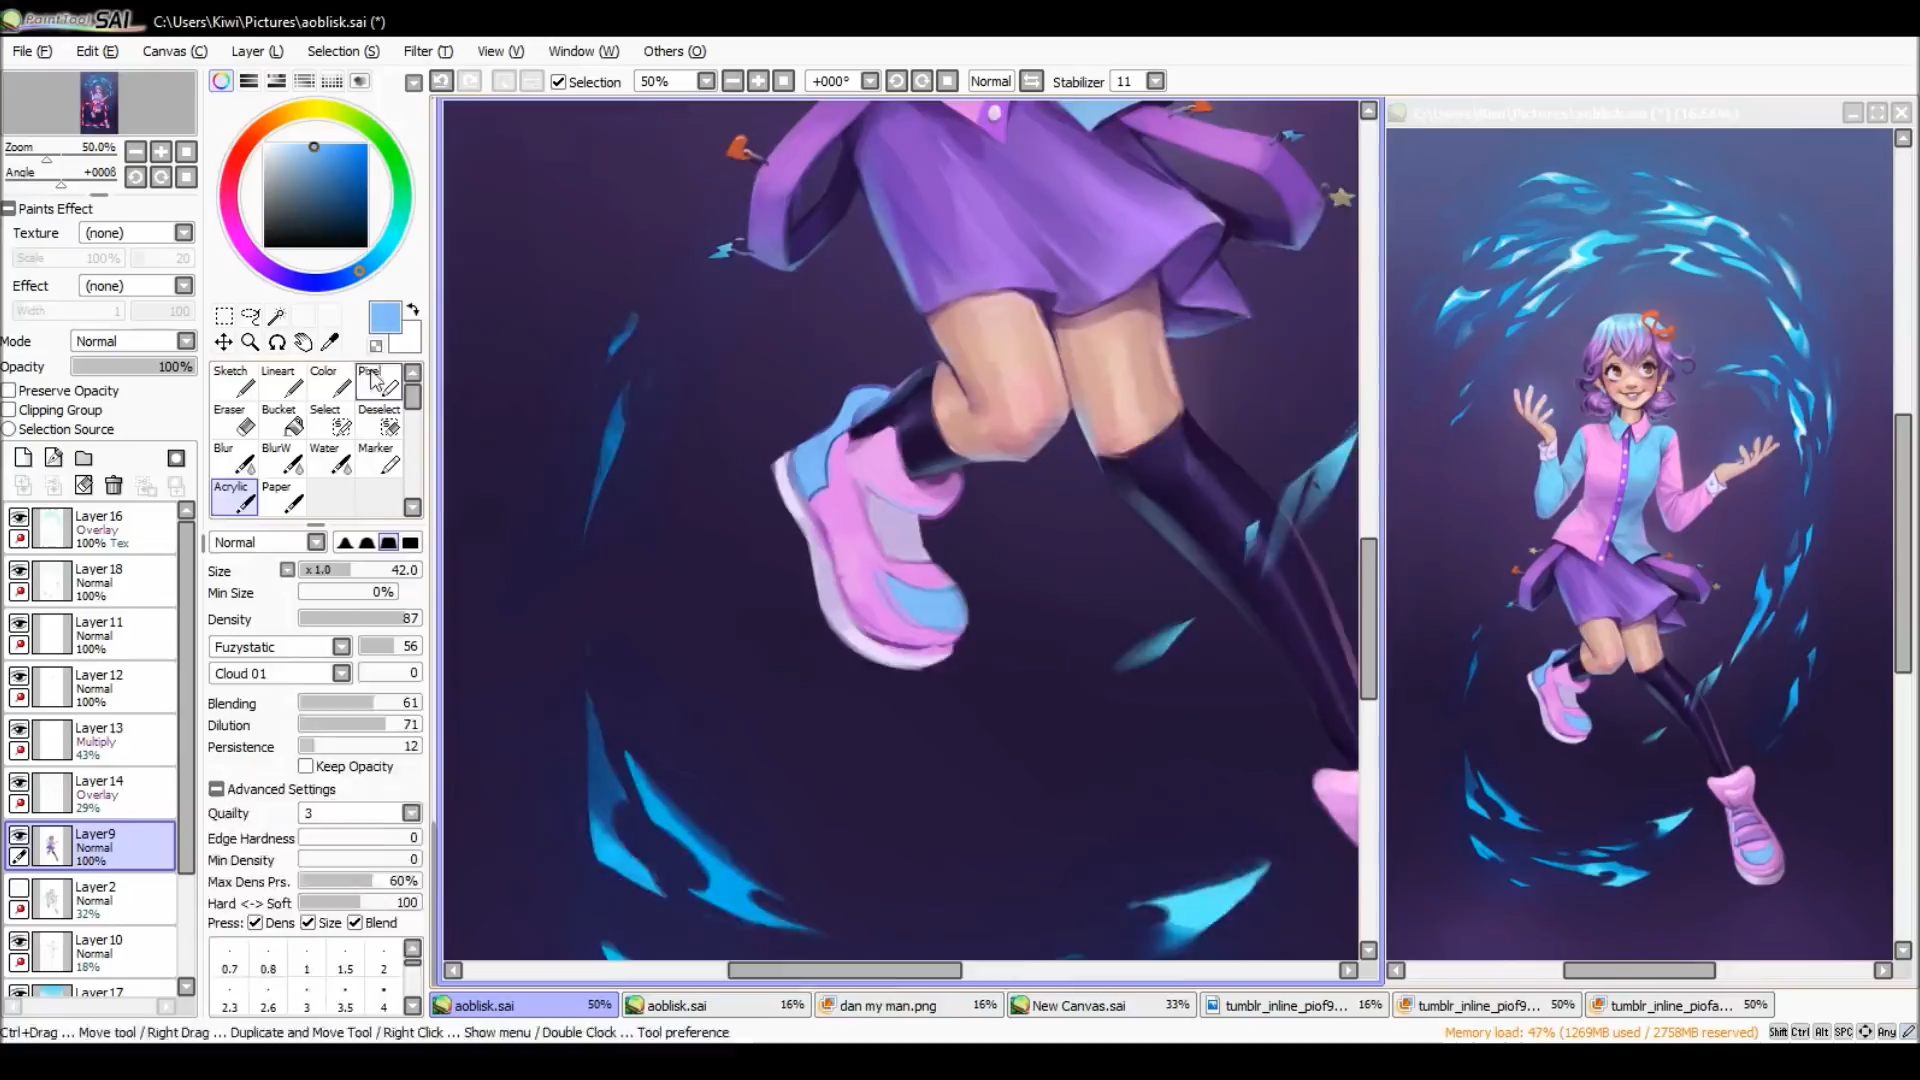 PaintTool SAI C:\Users\Kiwi\Pictures\aoblisk.sai (*)
File (F) Edit (E) Canvas (C) Layer (L) Selection (S) Filter (T) View (V) Window (W) Others (O)
Selection 50% +000° Normal Stabilizer 11
C:\Users\Kiwi\Pictures\aoblisk.sai (*) (16.66%)
Zoom 50.0%
Angle +000ß
Paints Effect
Texture (none)
Scale 100% 20
Effect (none)
Width 1 100
Mode Normal
Opacity 100%
Preserve Opacity
Clipping Group
Selection Source
Layer16
Overlay
100% Tex
Layer18
Normal
100%
Layer11
Normal
100%
Layer12
Normal
100%
Layer13
Multiply
43%
Layer14
Overlay
29%
Layer9
Normal
100%
Layer2
Normal
32%
Layer10
Normal
18%
Layer17
Sketch Lineart Color Pixel
Eraser Bucket Select Deselect
Blur BlurW Water Marker
Acrylic Paper
Normal
Size x 1.0 42.0
Min Size 0%
Density 87
Fuzystatic 56
Cloud 01 0
Blending 61
Dilution 71
Persistence 12
Keep Opacity
Advanced Settings
Quailty 3
Edge Hardness 0
Min Density 0
Max Dens Prs. 60%
Hard <-> Soft 100
Press: Dens Size Blend
0.7 0.8 1 1.5 2
2.3 2.6 3 3.5 4
aoblisk.sai 50% aoblisk.sai 16% dan my man.png 16% New Canvas.sai 33% tumblr_inline_piof9... 16% tumblr_inline_piof9... 50% tumblr_inline_piofa... 50%
Ctrl+Drag ... Move tool / Right Drag ... Duplicate and Move Tool / Right Click ... Show menu / Double Clock ... Tool preference
Memory load: 47% (1269MB used / 2758MB reserved) Shift Ctrl Alt SPC Any